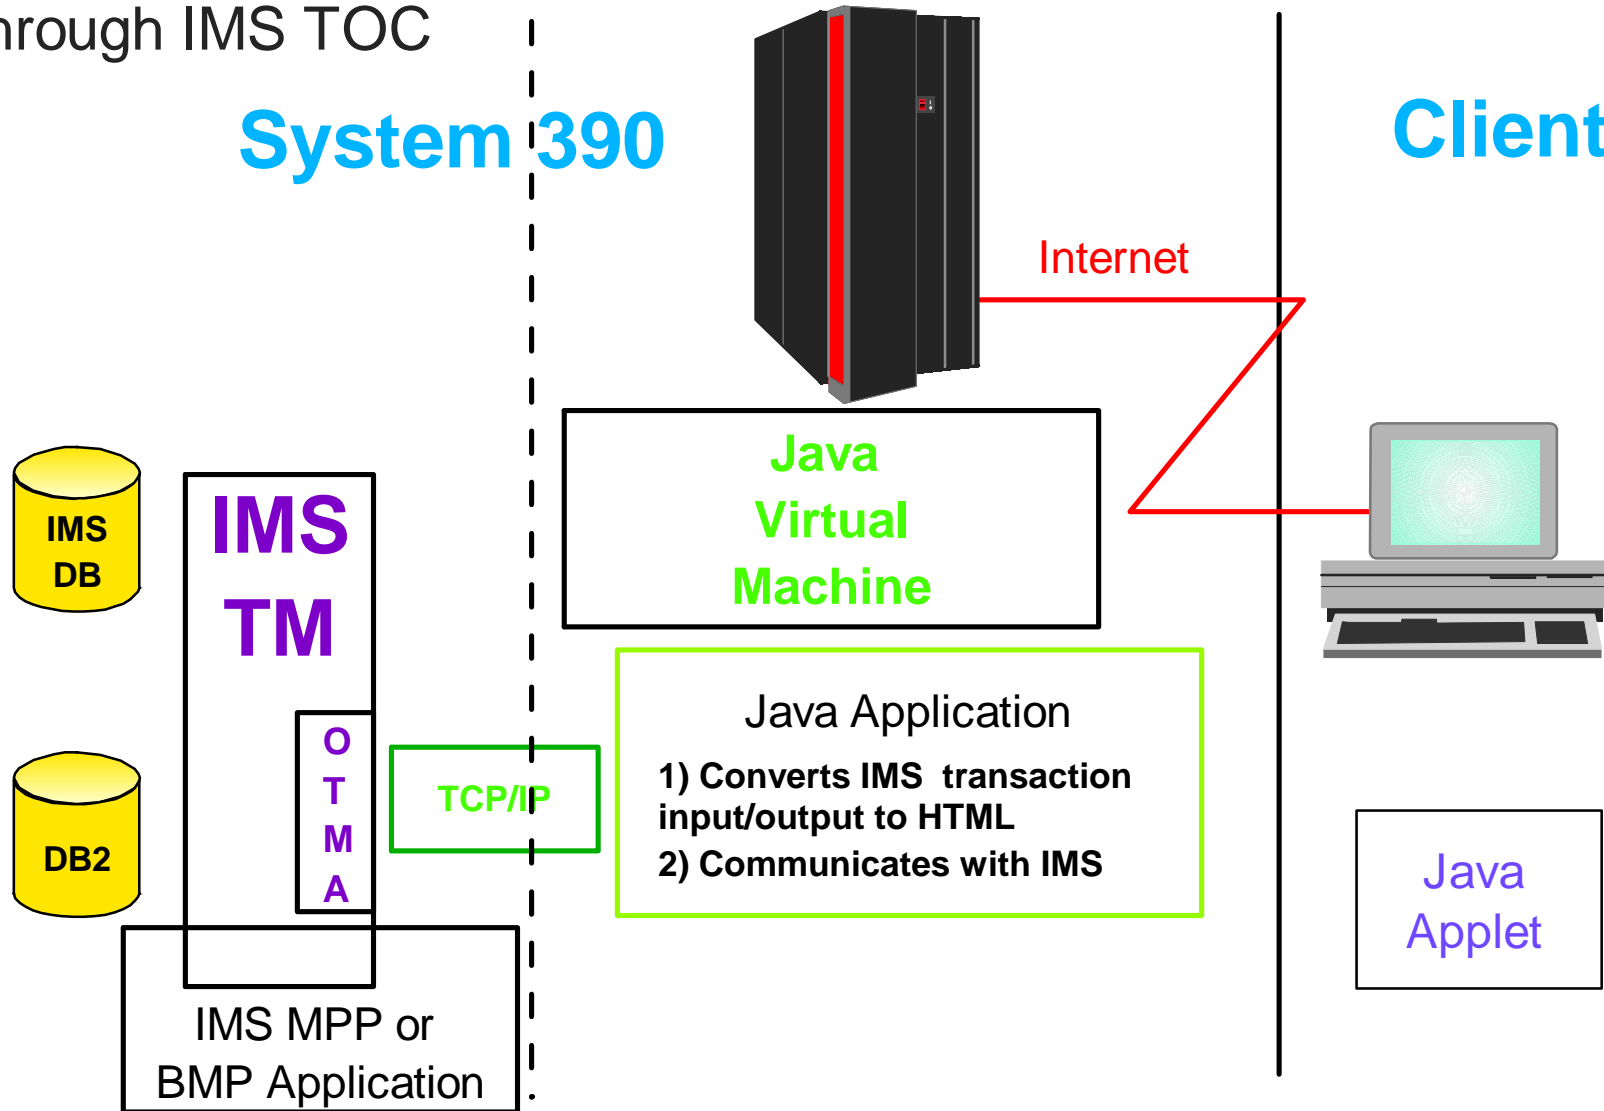 through IMS TOC
System 390
Client
Internet
Java
Virtual
Machine
IMS
DB
IMS
TM
O
T
M
A
TCP/IP
DB2
Java Application
1) Converts IMS transaction
input/output to HTML
2) Communicates with IMS
Java
Applet
IMS MPP or
BMP Application